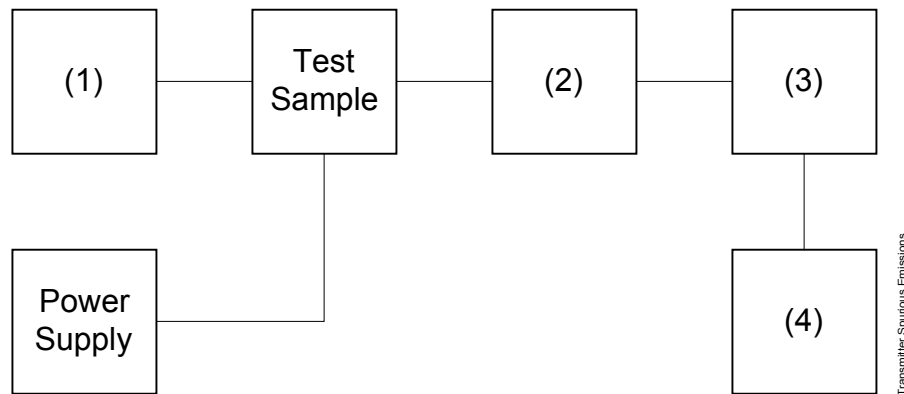 (1)
Test
Sample
(2)
(3)
Power
Supply
(4)
Transmitter Spurious Emissions